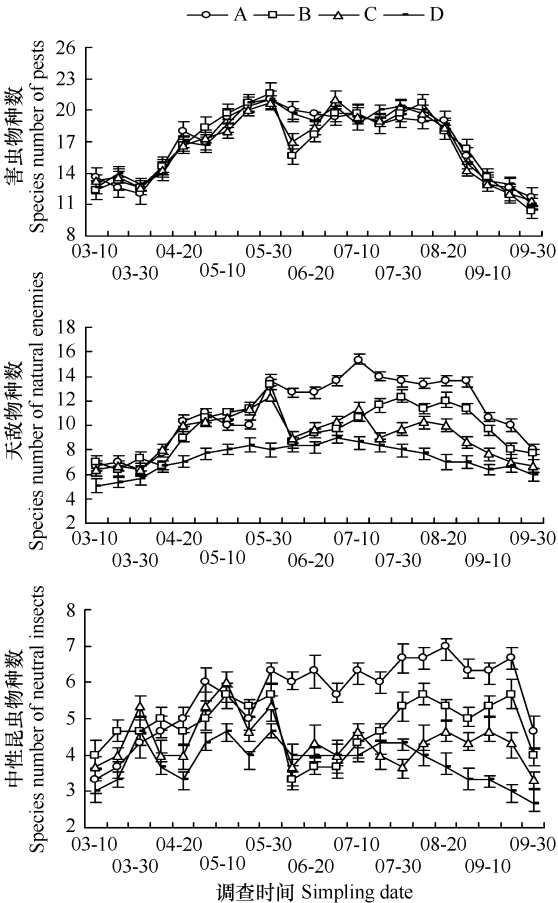 A B C D
害虫物种数
Species number of pests
26
23
20
17
14
11
8
03-10 04-20 05-30 07-10 08-20 09-30
03-30 05-10 06-20 07-30 09-10
天敌物种数
Species number of natural enemies
18
16
14
12
10
8
6
4
2
03-10 04-20 05-30 07-10 08-20 09-30
03-30 05-10 06-20 07-30 09-10
中性昆虫物种数
Species number of neutral insects
8
7
6
5
4
3
2
03-10 04-20 05-30 07-10 08-20 09-30
03-30 05-10 06-20 07-30 09-10
调查时间 Simpling date